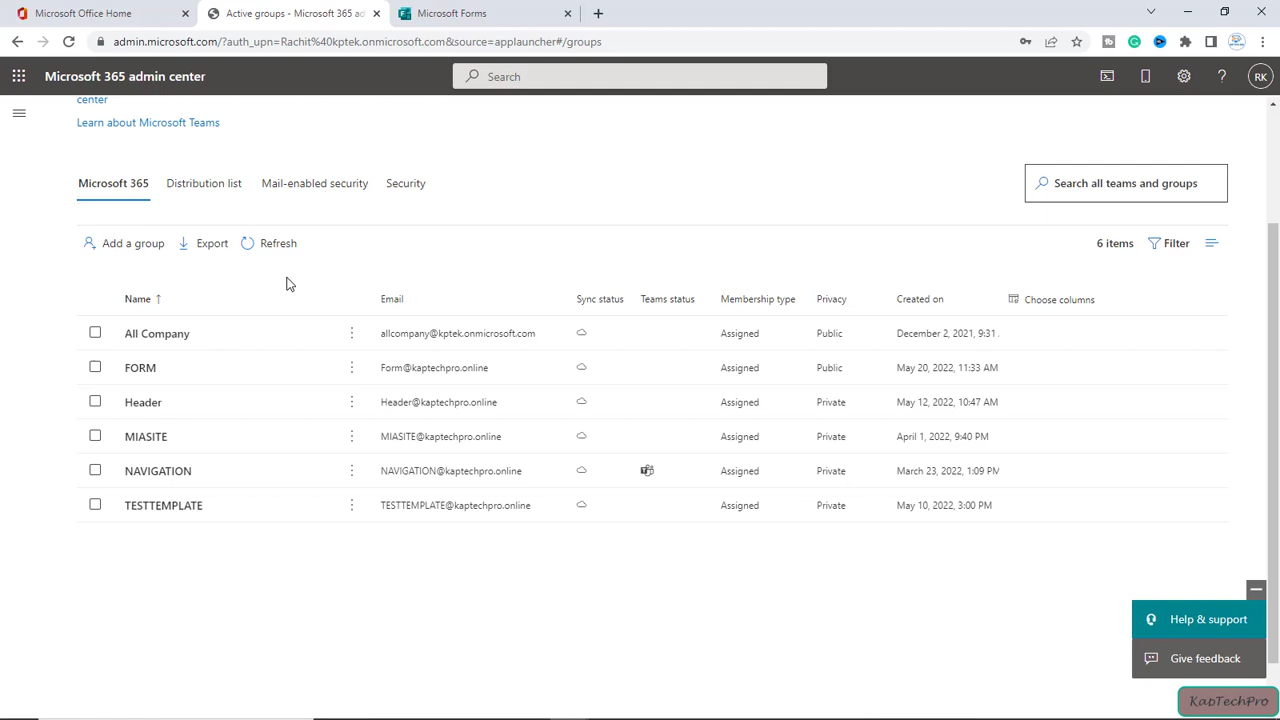 Microsoft Office Home
Active groups - Microsoft 365 ad
Microsoft Forms
admin.microsoft.com/?auth_upn=Rachit%40kptek.onmicrosoft.com&source=applauncher#/groups
Microsoft 365 admin center
Search
RK
center
Learn about Microsoft Teams
Microsoft 365
Distribution list
Mail-enabled security
Security
Search all teams and groups
Add a group
Export
Refresh
6 items
Filter
Name ↑ Email Sync status Teams status Membership type Privacy Created on Choose columns
All Company allcompany@kptek.onmicrosoft.com Assigned Public December 2, 2021, 9:31
FORM Form@kaptechpro.online Assigned Public May 20, 2022, 11:33 AM
Header Header@kaptechpro.online Assigned Private May 12, 2022, 10:47 AM
MIASITE MIASITE@kaptechpro.online Assigned Private April 1, 2022, 9:40 PM
NAVIGATION NAVIGATION@kaptechpro.online Assigned Private March 23, 2022, 1:09 PM
TESTTEMPLATE TESTTEMPLATE@kaptechpro.online Assigned Private May 10, 2022, 3:00 PM
Help & support
Give feedback
KapTechPro